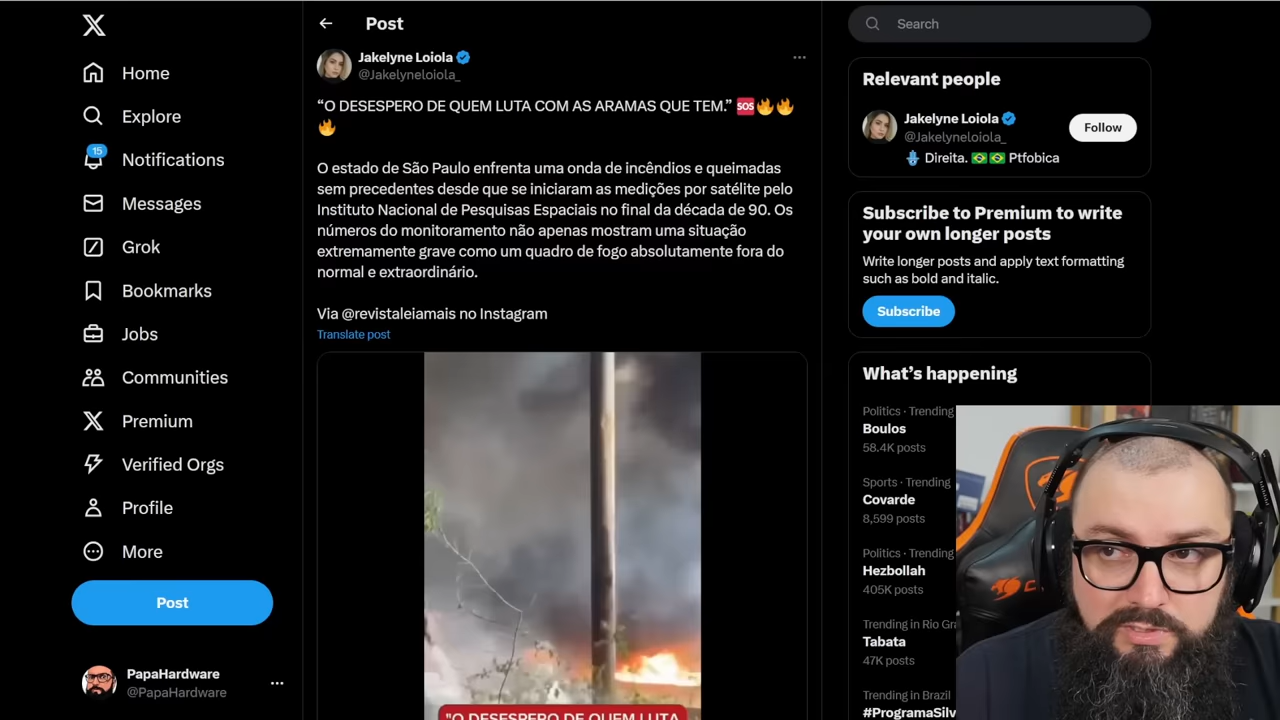 Home
Explore
15
Notifications
Messages
Grok
Bookmarks
Jobs
Communities
Premium
Verified Orgs
Profile
More
Post
PapaHardware
@PapaHardware
Post
Jakelyne Loiola
@Jakelyneloiola_
“O DESESPERO DE QUEM LUTA COM AS ARAMAS QUE TEM.” SOS
O estado de São Paulo enfrenta uma onda de incêndios e queimadas
sem precedentes desde que se iniciaram as medições por satélite pelo
Instituto Nacional de Pesquisas Espaciais no final da década de 90. Os
números do monitoramento não apenas mostram uma situação
extremamente grave como um quadro de fogo absolutamente fora do
normal e extraordinário.
Via @revistaleiamais no Instagram
Translate post
"O DESESPERO DE QUEM LUTA
Search
Relevant people
Jakelyne Loiola
@Jakelyneloiola_
Follow
Direita. 🇧🇷🇧🇷 Ptfobica
Subscribe to Premium to write
your own longer posts
Write longer posts and apply text formatting
such as bold and italic.
Subscribe
What’s happening
Politics · Trending
Boulos
58.4K posts
Sports · Trending
Covarde
8,599 posts
Politics · Trending
Hezbollah
405K posts
Trending in Rio Gra
Tabata
47K posts
Trending in Brazil
#ProgramaSilv